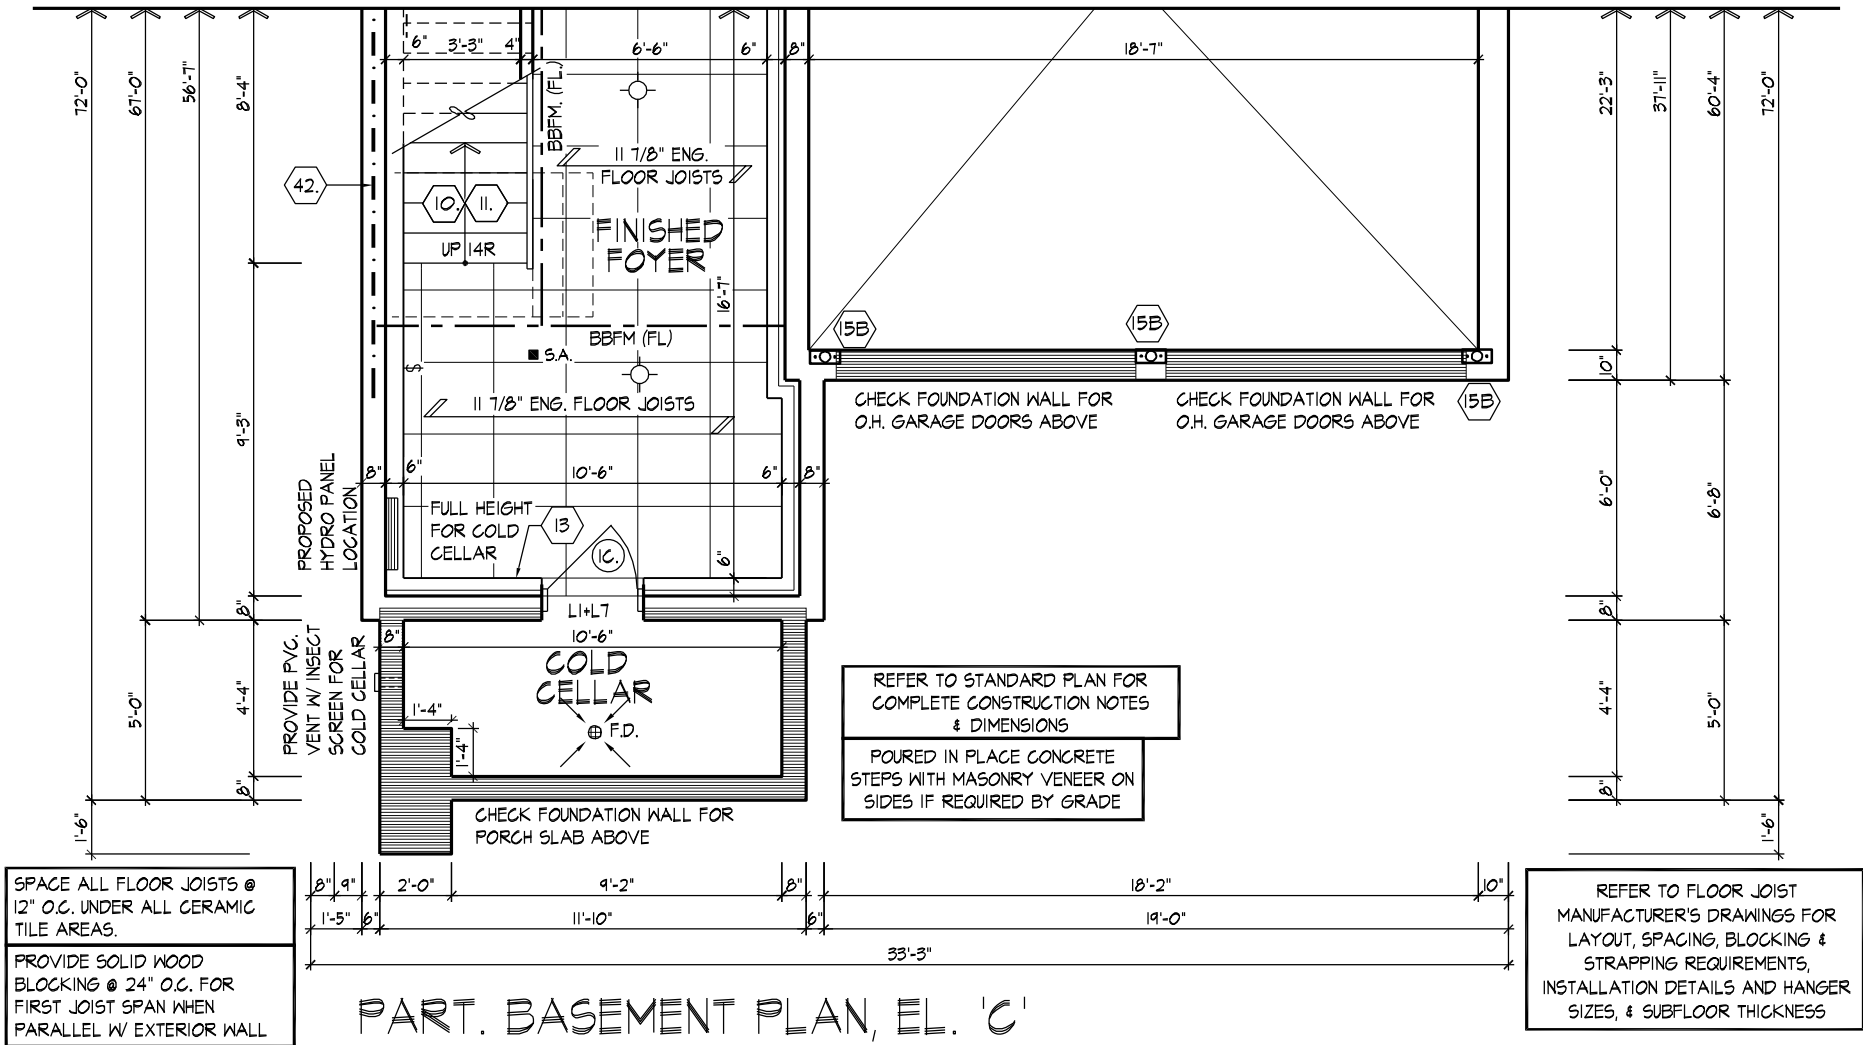 6" 3'-3" 4" 6'-6" 6" 8" 18'-7"
72'-0"
67'-0"
56'-7"
8'-4"
22'-3"
37'-11"
60'-4"
72'-0"
BBFM. (FL.)
11 7/8" ENG.
FLOOR JOISTS
42.
10. 11.
UP 14R
FINISHED
FOYER
16'-7"
BBFM (FL)
S.A.
S
15B
15B
15B
11 7/8" ENG. FLOOR JOISTS
CHECK FOUNDATION WALL FOR
O.H. GARAGE DOORS ABOVE
CHECK FOUNDATION WALL FOR
O.H. GARAGE DOORS ABOVE
10"
9'-3"
6'-0"
6'-8"
8" 6" 10'-6" 6" 8"
PROPOSED
HYDRO PANEL
LOCATION
FULL HEIGHT
FOR COLD
CELLAR
13
1C.
6"
8"
8"
L1+L7
8" 10'-6"
COLD
CELLAR
PROVIDE PVC.
VENT W/ INSECT
SCREEN FOR
COLD CELLAR
5'-0"
4'-4"
4'-4"
5'-0"
1'-4"
1'-4"
F.D.
8"
8"
1'-6"
1'-6"
REFER TO STANDARD PLAN FOR
COMPLETE CONSTRUCTION NOTES
& DIMENSIONS
POURED IN PLACE CONCRETE
STEPS WITH MASONRY VENEER ON
SIDES IF REQUIRED BY GRADE
CHECK FOUNDATION WALL FOR
PORCH SLAB ABOVE
SPACE ALL FLOOR JOISTS @
12" O.C. UNDER ALL CERAMIC
TILE AREAS.
PROVIDE SOLID WOOD
BLOCKING @ 24" O.C. FOR
FIRST JOIST SPAN WHEN
PARALLEL W/ EXTERIOR WALL
8" 9" 2'-0" 9'-2" 8" 18'-2" 10"
1'-5" 6" 11'-10" 6" 19'-0"
33'-3"
REFER TO FLOOR JOIST
MANUFACTURER'S DRAWINGS FOR
LAYOUT, SPACING, BLOCKING &
STRAPPING REQUIREMENTS,
INSTALLATION DETAILS AND HANGER
SIZES, & SUBFLOOR THICKNESS
PART. BASEMENT PLAN, EL. 'C'